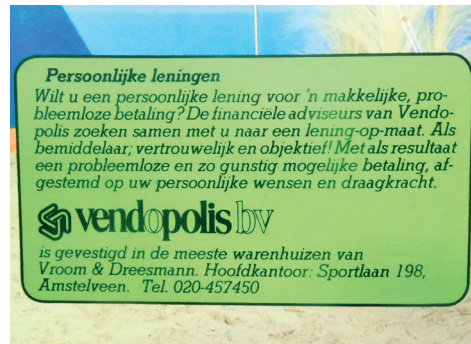 Persoonlijke leningen
Wilt u een persoonlijke lening voor 'n makkelijke, pro-
bleemloze betaling? De financiële adviseurs van Vendo-
polis zoeken samen met u naar een lening-op-maat. Als
bemiddelaar; vertrouwelijk en objektief! Met als resultaat
een probleemloze en zo gunstig mogelijke betaling, af-
gestemd op uw persoonlijke wensen en draagkracht.
vendopolis bv
is gevestigd in de meeste warenhuizen van
Vroom & Dreesmann. Hoofdkantoor: Sportlaan 198,
Amstelveen. Tel. 020-457450